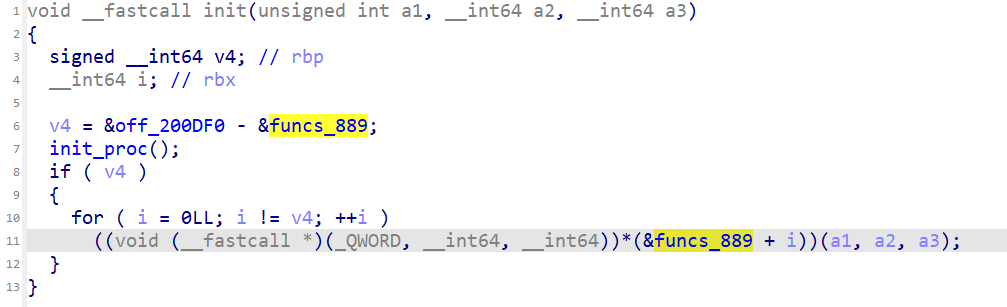 1 void __fastcall init(unsigned int a1, __int64 a2, __int64 a3)
2 {
3   signed __int64 v4; // rbp
4   __int64 i; // rbx
5
6   v4 = &off_200DF0 - &funcs_889;
7   init_proc();
8   if ( v4 )
9   {
10     for ( i = 0LL; i != v4; ++i )
11       ((void (__fastcall *)(_QWORD, __int64, __int64))*(&funcs_889 + i))(a1, a2, a3);
12   }
13 }